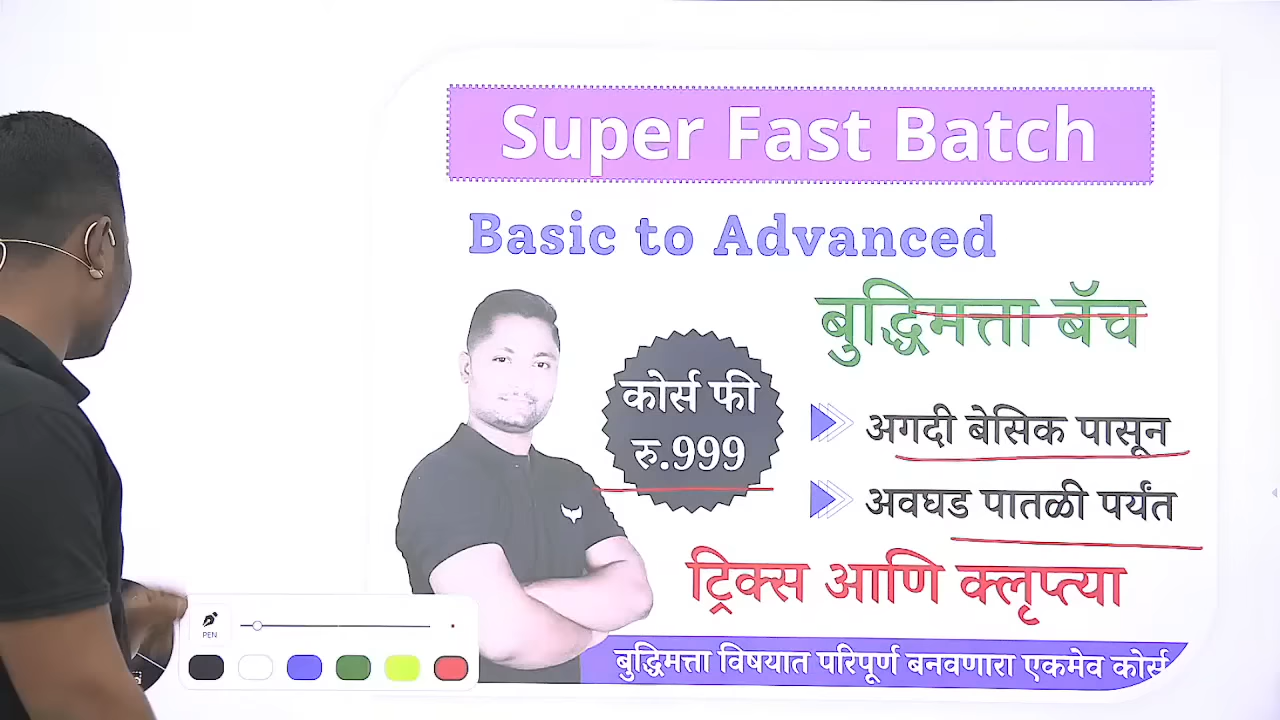 Super Fast Batch
Basic to Advanced
बुद्धिमत्ता बॅच
कोर्स फी
रु.999
अगदी बेसिक पासून
अवघड पातळी पर्यंत
ट्रिक्स आणि क्लृप्त्या
बुद्धिमत्ता विषयात परिपूर्ण बनवणारा एकमेव कोर्स
PEN